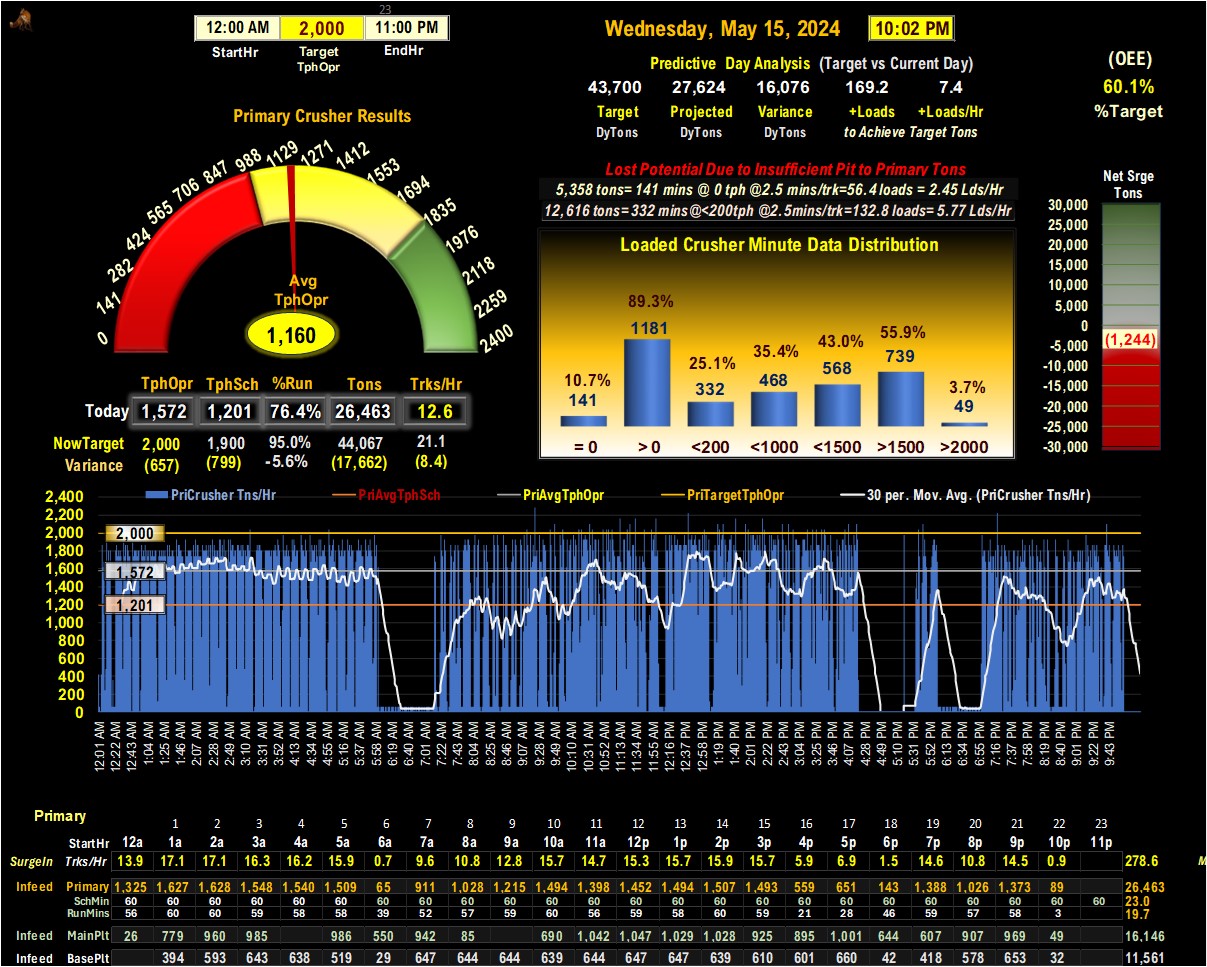 23
12:00 AM 2,000 11:00 PM
StartHr Target TphOpr EndHr
Wednesday, May 15, 2024 10:02 PM
Predictive Day Analysis (Target vs Current Day)
43,700 27,624 16,076 169.2 7.4
Target Projected Variance +Loads +Loads/Hr
DyTons DyTons DyTons to Achieve Target Tons
(OEE)
60.1%
%Target
Primary Crusher Results
0 141 282 424 565 706 847 988 1129 1271 1412 1553 1694 1835 1976 2118 2259 2400
Avg
TphOpr
1,160
Lost Potential Due to Insufficient Pit to Primary Tons
5,358 tons= 141 mins @ 0 tph @2.5 mins/trk=56.4 loads = 2.45 Lds/Hr
12,616 tons= 332 mins@<200tph @2.5mins/trk=132.8 loads= 5.77 Lds/Hr
Loaded Crusher Minute Data Distribution
10.7% 89.3% 25.1% 35.4% 43.0% 55.9% 3.7%
141 1181 332 468 568 739 49
= 0 > 0 <200 <1000 <1500 >1500 >2000
Net Srge
Tons
30,000
25,000
20,000
15,000
10,000
5,000
0
(1,244)
-5,000
-10,000
-15,000
-20,000
-25,000
-30,000
TphOpr TphSch %Run Tons Trks/Hr
Today 1,572 1,201 76.4% 26,463 12.6
NowTarget 2,000 1,900 95.0% 44,067 21.1
Variance (657) (799) -5.6% (17,662) (8.4)
PriCrusher Tns/Hr PriAvgTphSch PriAvgTphOpr PriTargetTphOpr 30 per. Mov. Avg. (PriCrusher Tns/Hr)
2,400
2,200
2,000
1,800
1,600
1,400
1,200
1,000
800
600
400
200
0
2,000
1,572
1,201
12:01 AM 12:22 AM 12:43 AM 1:04 AM 1:25 AM 1:46 AM 2:07 AM 2:28 AM 2:49 AM 3:10 AM 3:31 AM 3:52 AM 4:13 AM 4:34 AM 4:55 AM 5:16 AM 5:37 AM 5:58 AM 6:19 AM 6:40 AM 7:01 AM 7:22 AM 7:43 AM 8:04 AM 8:25 AM 8:46 AM 9:07 AM 9:28 AM 9:49 AM 10:10 AM 10:31 AM 10:52 AM 11:13 AM 11:34 AM 11:55 AM 12:16 PM 12:37 PM 12:58 PM 1:19 PM 1:40 PM 2:01 PM 2:22 PM 2:43 PM 3:04 PM 3:25 PM 3:46 PM 4:07 PM 4:28 PM 4:49 PM 5:10 PM 5:31 PM 5:52 PM 6:13 PM 6:34 PM 6:55 PM 7:16 PM 7:37 PM 7:58 PM 8:19 PM 8:40 PM 9:01 PM 9:22 PM 9:43 PM
Primary
1 2 3 4 5 6 7 8 9 10 11 12 13 14 15 16 17 18 19 20 21 22 23
StartHr 12a 1a 2a 3a 4a 5a 6a 7a 8a 9a 10a 11a 12p 1p 2p 3p 4p 5p 6p 7p 8p 9p 10p 11p
SurgeIn Trks/Hr 13.9 17.1 17.1 16.3 16.2 15.9 0.7 9.6 10.8 12.8 15.7 14.7 15.3 15.7 15.9 15.7 5.9 6.9 1.5 14.6 10.8 14.5 0.9 278.6 M
Infeed Primary 1,325 1,627 1,628 1,548 1,540 1,509 65 911 1,028 1,215 1,494 1,398 1,452 1,494 1,507 1,493 559 651 143 1,388 1,026 1,373 89 26,463
SchMin 60 60 60 60 60 60 60 60 60 60 60 60 60 60 60 60 60 60 60 60 60 60 60 60 23.0
RunMins 56 60 60 59 58 58 39 52 57 59 60 56 59 58 60 59 21 28 46 59 57 58 3 19.7
Infeed MainPlt 26 779 960 985 986 550 942 85 690 1,042 1,047 1,029 1,028 925 895 1,001 644 607 907 969 49 16,146
Infeed BasePlt 394 593 643 638 519 29 647 644 644 639 644 647 647 639 610 601 660 42 418 578 653 32 11,561